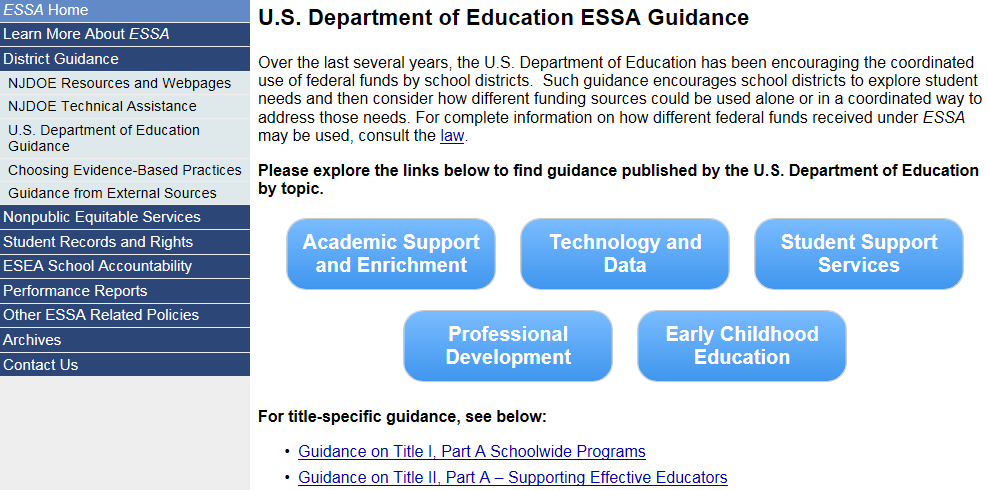 ESSA Home
Learn More About ESSA
District Guidance
NJDOE Resources and Webpages
NJDOE Technical Assistance
U.S. Department of Education
Guidance
Choosing Evidence-Based Practices
Guidance from External Sources
Nonpublic Equitable Services
Student Records and Rights
ESEA School Accountability
Performance Reports
Other ESSA Related Policies
Archives
Contact Us
U.S. Department of Education ESSA Guidance
Over the last several years, the U.S. Department of Education has been encouraging the coordinated
use of federal funds by school districts.  Such guidance encourages school districts to explore student
needs and then consider how different funding sources could be used alone or in a coordinated way to
address those needs. For complete information on how different federal funds received under ESSA
may be used, consult the law.
Please explore the links below to find guidance published by the U.S. Department of Education
by topic.
Academic Support
and Enrichment
Technology and
Data
Student Support
Services
Professional
Development
Early Childhood
Education
For title-specific guidance, see below:
• Guidance on Title I, Part A Schoolwide Programs
• Guidance on Title II, Part A – Supporting Effective Educators